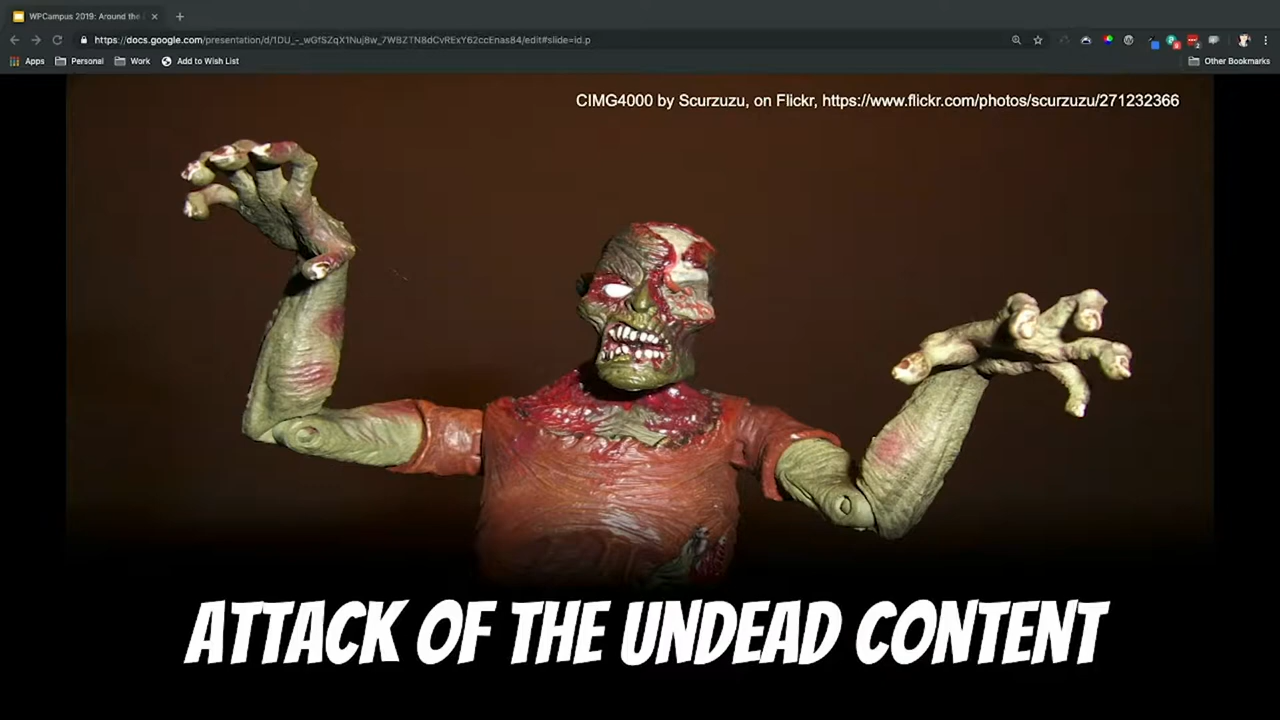 WPCampus 2019: Around the
https://docs.google.com/presentation/d/1DU_-_wGfSZqX1Nuj8w_7WBZTN8dCvRExY62ccEnas84/edit#slide=id.p
Apps Personal Work Add to Wish List Other Bookmarks
CIMG4000 by Scurzuzu, on Flickr, https://www.flickr.com/photos/scurzuzu/271232366
ATTACK OF THE UNDEAD CONTENT